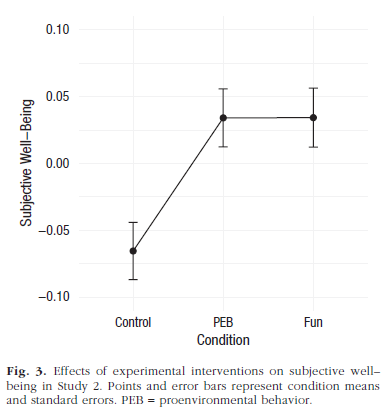 0.10
0.05
0.00
−0.05
−0.10
Subjective Well−Being
Control PEB Fun
Condition
Fig. 3. Effects of experimental interventions on subjective well-
being in Study 2. Points and error bars represent condition means
and standard errors. PEB = proenvironmental behavior.